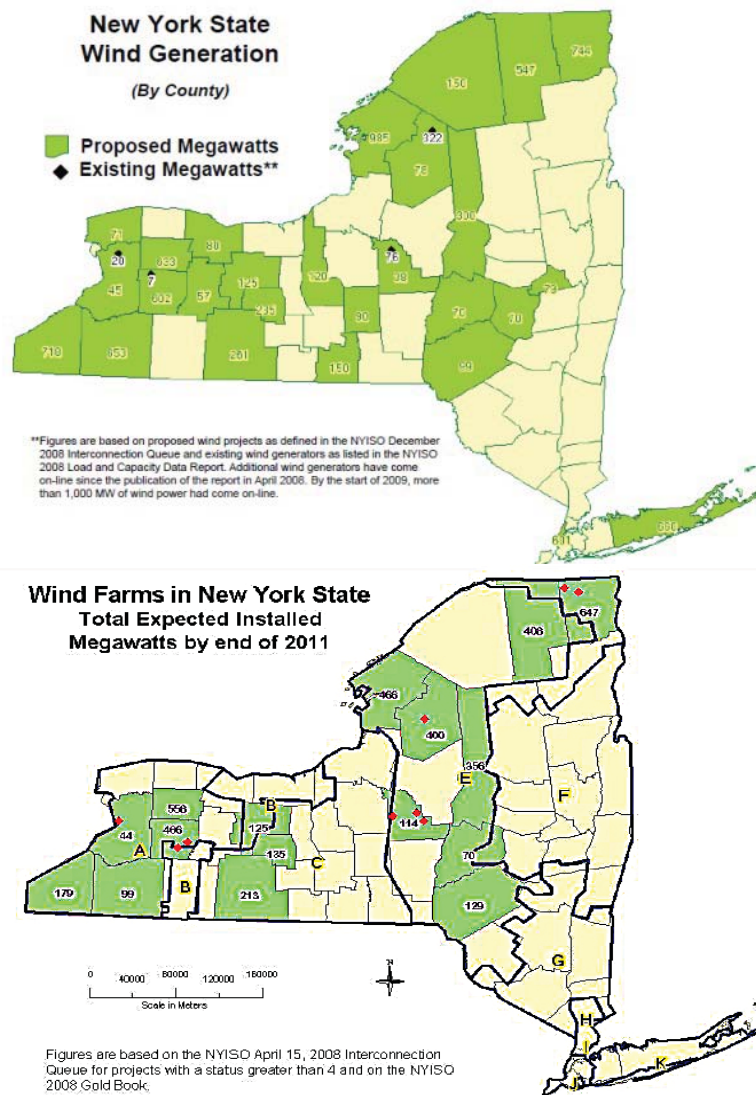 New York State
Wind Generation
(By County)
Proposed Megawatts
Existing Megawatts**
744
547
150
985
322
78
300
71
80
20
633
76
98
120
7
45
602
57
125
235
90
70
70
79
710
853
201
150
59
**Figures are based on proposed wind projects as defined in the NYISO December
2008 Interconnection Queue and existing wind generators as listed in the NYISO
2008 Load and Capacity Data Report. Additional wind generators have come
on-line since the publication of the report in April 2008. By the start of 2009, more
than 1,000 MW of wind power had come on-line.
631
Wind Farms in New York State
Total Expected Installed
Megawatts by end of 2011
647
408
466
400
356
E
F
558
B
44
466
125
114
A
135
C
70
B
179
99
213
129
G
0 40000 80000 120000 160000
Scale in Meters
N
H
I
K
J
Figures are based on the NYISO April 15, 2008 Interconnection
Queue for projects with a status greater than 4 and on the NYISO
2008 Gold Book.